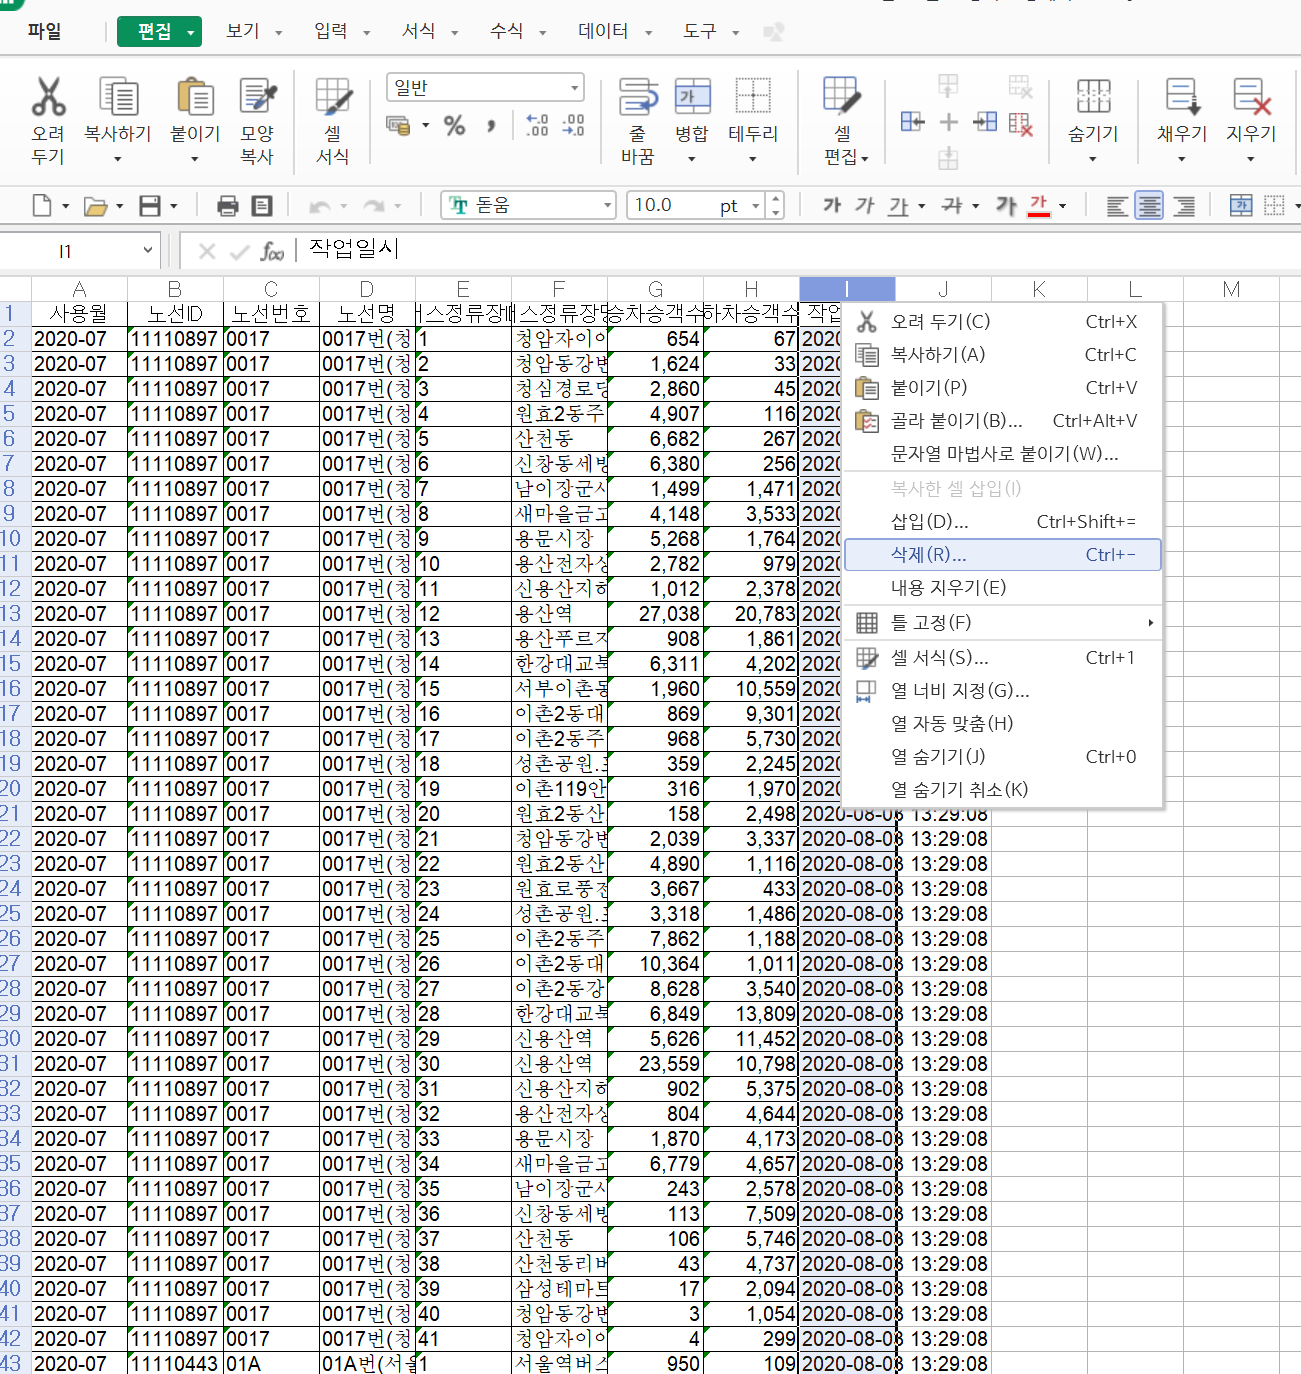 파일 편집 보기 입력 서식 수식 데이터 도구
일반
오려 두기 복사하기 붙이기 모양 복사 셀 서식 % , 줄 바꿈 병합 테두리 셀 편집 숨기기 채우기 지우기
돋움 10.0 pt 가 가 가 가 가 가
I1 작업일시
A B C D E F G H I J K L M
1 사용월 노선ID 노선번호 노선명 스정류장 스정류장 승차승객수 하차승객수 작업
2 2020-07 11110897 0017 0017번(청 1 청암자이아 654 67 2020
3 2020-07 11110897 0017 0017번(청 2 청암동강변 1,624 33 2020
4 2020-07 11110897 0017 0017번(청 3 청심경로당 2,860 45 2020
5 2020-07 11110897 0017 0017번(청 4 원효2동주 4,907 116 2020
6 2020-07 11110897 0017 0017번(청 5 산천동 6,682 267 2020
7 2020-07 11110897 0017 0017번(청 6 신창동세방 6,380 256 2020
8 2020-07 11110897 0017 0017번(청 7 남이장군사 1,499 1,471 2020
9 2020-07 11110897 0017 0017번(청 8 새마을금고 4,148 3,533 2020
10 2020-07 11110897 0017 0017번(청 9 용문시장 5,268 1,764 2020
11 2020-07 11110897 0017 0017번(청 10 용산전자상 2,782 979 2020
12 2020-07 11110897 0017 0017번(청 11 신용산지하 1,012 2,378 2020
13 2020-07 11110897 0017 0017번(청 12 용산역 27,038 20,783 2020
14 2020-07 11110897 0017 0017번(청 13 용산푸르지 908 1,861 2020
15 2020-07 11110897 0017 0017번(청 14 한강대교북 6,311 4,202 2020
16 2020-07 11110897 0017 0017번(청 15 서부이촌동 1,960 10,559 2020
17 2020-07 11110897 0017 0017번(청 16 이촌2동대 869 9,301 2020
18 2020-07 11110897 0017 0017번(청 17 이촌2동주 968 5,730 2020
19 2020-07 11110897 0017 0017번(청 18 성촌공원. 359 2,245 2020
20 2020-07 11110897 0017 0017번(청 19 이촌119안 316 1,970 2020
21 2020-07 11110897 0017 0017번(청 20 원효2동산 158 2,498 2020-08-03 13:29:08
22 2020-07 11110897 0017 0017번(청 21 청암동강변 2,039 3,337 2020-08-03 13:29:08
23 2020-07 11110897 0017 0017번(청 22 원효2동산 4,890 1,116 2020-08-03 13:29:08
24 2020-07 11110897 0017 0017번(청 23 원효로풍전 3,667 433 2020-08-03 13:29:08
25 2020-07 11110897 0017 0017번(청 24 성촌공원. 3,318 1,486 2020-08-03 13:29:08
26 2020-07 11110897 0017 0017번(청 25 이촌2동주 7,862 1,188 2020-08-03 13:29:08
27 2020-07 11110897 0017 0017번(청 26 이촌2동대 10,364 1,011 2020-08-03 13:29:08
28 2020-07 11110897 0017 0017번(청 27 이촌2동강 8,628 3,540 2020-08-03 13:29:08
29 2020-07 11110897 0017 0017번(청 28 한강대교북 6,849 13,809 2020-08-03 13:29:08
30 2020-07 11110897 0017 0017번(청 29 신용산역 5,626 11,452 2020-08-03 13:29:08
31 2020-07 11110897 0017 0017번(청 30 신용산역 23,559 10,798 2020-08-03 13:29:08
32 2020-07 11110897 0017 0017번(청 31 신용산지하 902 5,375 2020-08-03 13:29:08
33 2020-07 11110897 0017 0017번(청 32 용산전자상 804 4,644 2020-08-03 13:29:08
34 2020-07 11110897 0017 0017번(청 33 용문시장 1,870 4,173 2020-08-03 13:29:08
35 2020-07 11110897 0017 0017번(청 34 새마을금고 6,779 4,657 2020-08-03 13:29:08
36 2020-07 11110897 0017 0017번(청 35 남이장군사 243 2,578 2020-08-03 13:29:08
37 2020-07 11110897 0017 0017번(청 36 신창동세방 113 7,509 2020-08-03 13:29:08
38 2020-07 11110897 0017 0017번(청 37 산천동 106 5,746 2020-08-03 13:29:08
39 2020-07 11110897 0017 0017번(청 38 산천동리버 43 4,737 2020-08-03 13:29:08
40 2020-07 11110897 0017 0017번(청 39 삼성테마트 17 2,094 2020-08-03 13:29:08
41 2020-07 11110897 0017 0017번(청 40 청암동강변 3 1,054 2020-08-03 13:29:08
42 2020-07 11110897 0017 0017번(청 41 청암자이아 4 299 2020-08-03 13:29:08
43 2020-07 11110443 01A 01A번(서울 1 서울역버스 950 109 2020-08-03 13:29:08
오려 두기(C) Ctrl+X
복사하기(A) Ctrl+C
붙이기(P) Ctrl+V
골라 붙이기(B)... Ctrl+Alt+V
문자열 마법사로 붙이기(W)...
복사한 셀 삽입(I)
삽입(D)... Ctrl+Shift+=
삭제(R)... Ctrl+-
내용 지우기(E)
틀 고정(F)
셀 서식(S)... Ctrl+1
열 너비 지정(G)...
열 자동 맞춤(H)
열 숨기기(J) Ctrl+0
열 숨기기 취소(K)